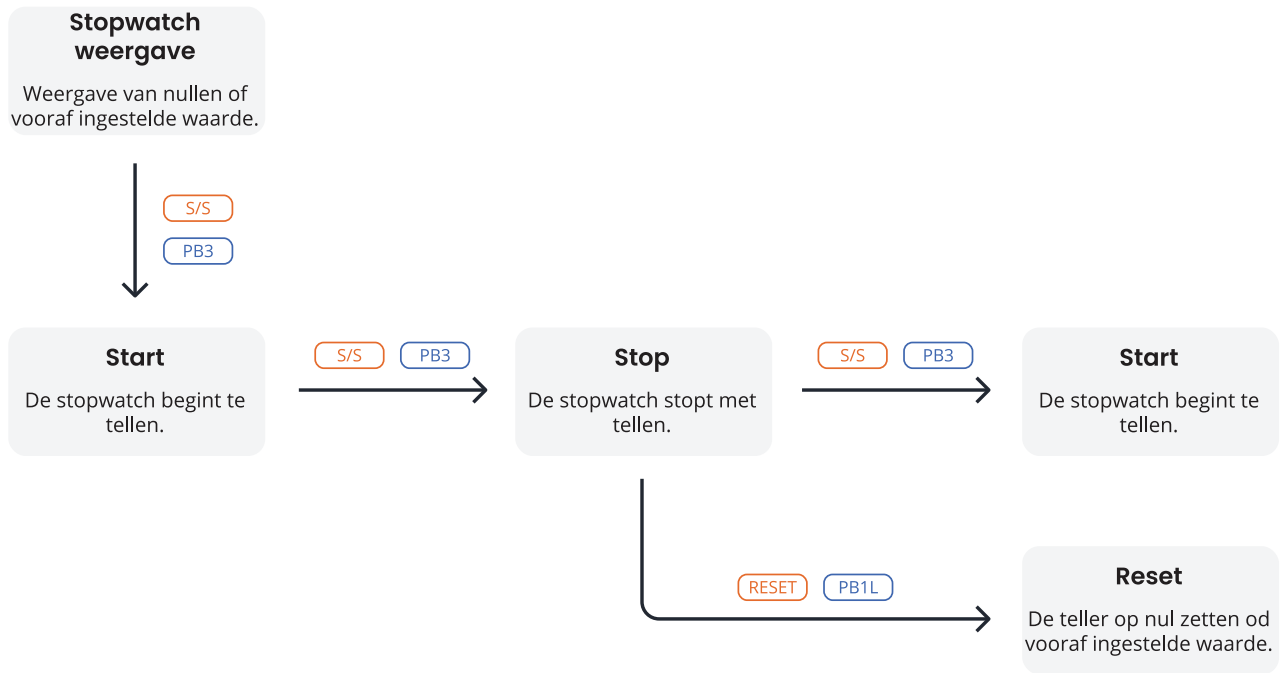 Stopwatch
weergave
Weergave van nullen of
vooraf ingestelde waarde.
S/S
PB3
Start
De stopwatch begint te
tellen.
S/S PB3
Stop
De stopwatch stopt met
tellen.
S/S PB3
Start
De stopwatch begint te
tellen.
RESET PB1L
Reset
De teller op nul zetten od
vooraf ingestelde waarde.